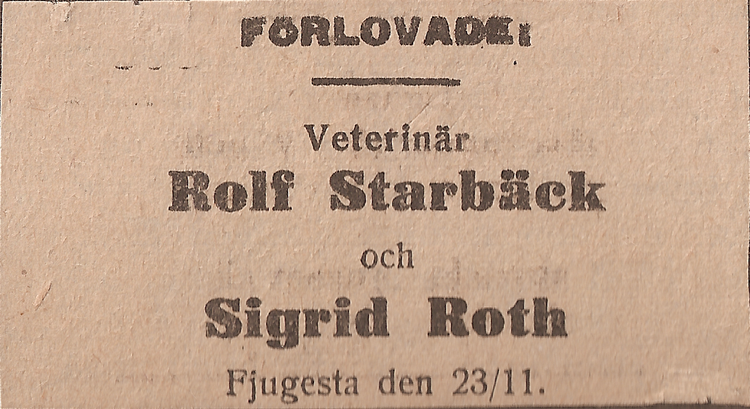 FÖRLOVADE:
Veterinär
Rolf Starbäck
och
Sigrid Roth
Fjugesta den 23/11.